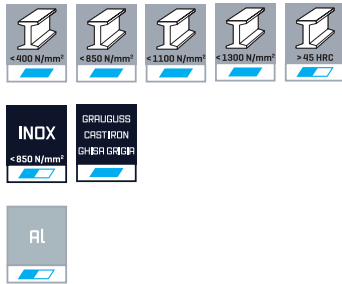 <400 N/mm² <850 N/mm² <1100 N/mm² <1300 N/mm² >45 HRC
INOX
<850 N/mm²
GRAUGUSS
CAST IRON
GHISA GRIGIA
Al